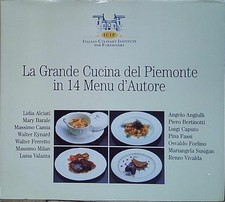 ICIF
ITALIAN CULINARY INSTITUTE
FOR FOREIGNERS
La Grande Cucina del Piemonte
in 14 Menu d'Autore
Lidia Alciati
Mary Barale
Massimo Camia
Walter Eynard
Walter Ferretto
Massimo Milan
Luisa Valazza
Angelo Angiulli
Piero Bertinotti
Luigi Caputo
Pina Fassi
Osvaldo Forlino
Mariangela Susigan
Renzo Vivalda